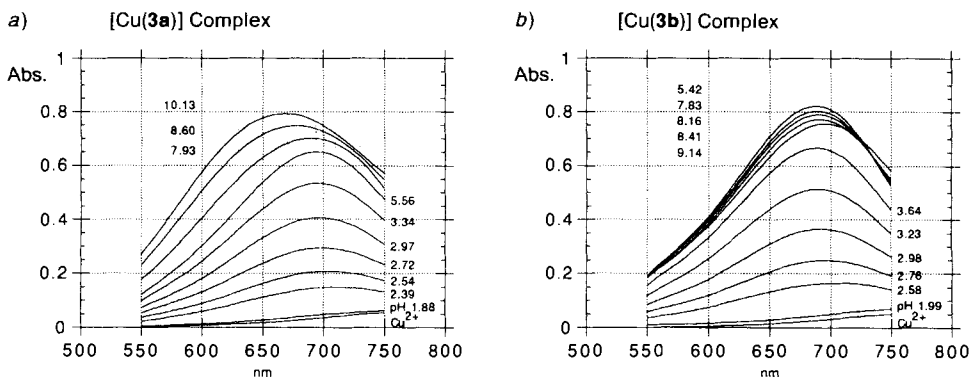 a) [Cu(3a)] Complex
1
Abs.
0.8
0.6
0.4
0.2
0
10.13
8.60
7.93
5.56
3.34
2.97
2.72
2.54
2.39
pH 1.88
Cu2+
500 550 600 650 700 750 800
nm
b) [Cu(3b)] Complex
1
Abs.
0.8
0.6
0.4
0.2
0
5.42
7.83
8.16
8.41
9.14
3.64
3.23
2.98
2.76
2.58
pH 1.99
Cu2+
500 550 600 650 700 750 800
nm